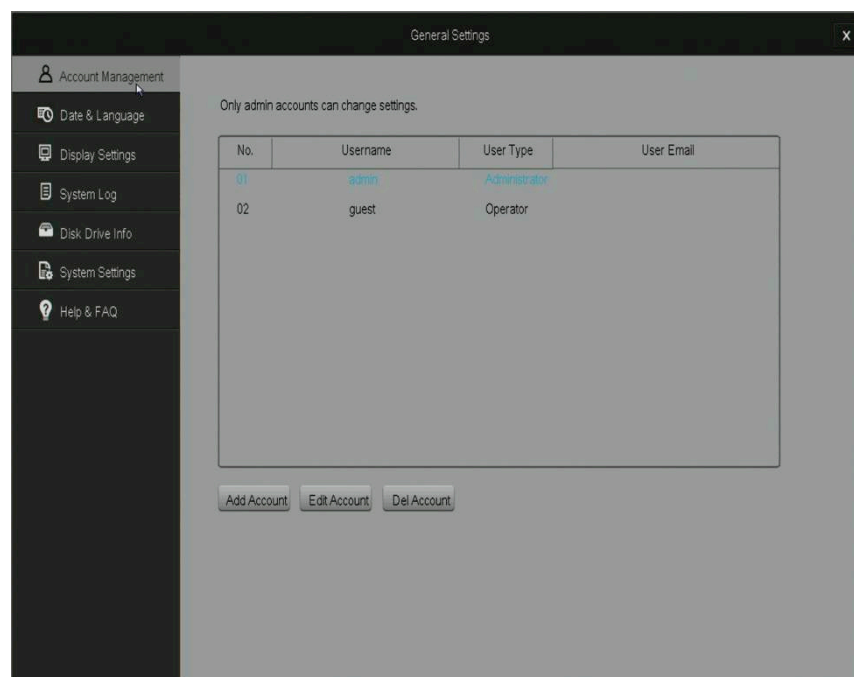 General Settings
X
Account Management
Date & Language
Display Settings
System Log
Disk Drive Info
System Settings
Help & FAQ
Only admin accounts can change settings.
No. Username User Type User Email
01 admin Administrator
02 guest Operator
Add Account Edit Account Del Account